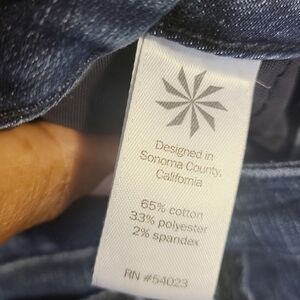 Designed in
Sonoma County,
California
65% cotton
33% polyester
2% spandex
RN #54023